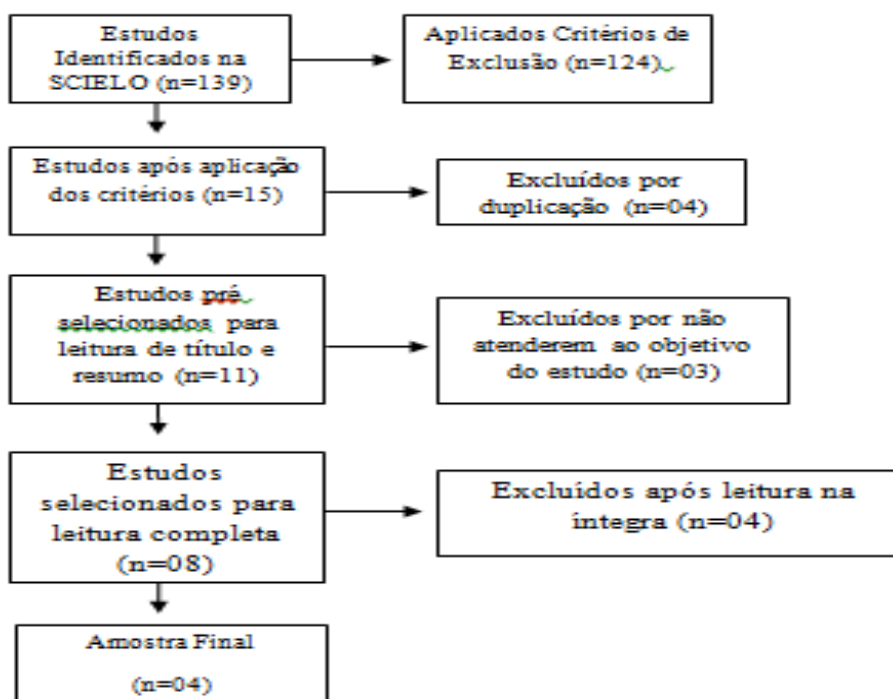 Estudos
Identificados na
SCIELO (n=139)
Aplicados Critérios de
Exclusão (n=124)
Estudos após aplicação
dos critérios (n=15)
Excluídos por
duplicação (n=04)
Estudos pré
selecionados para
leitura de título e
resumo (n=11)
Excluídos por não
atenderem ao objetivo
do estudo (n=03)
Estudos
selecionados para
leitura completa
(n=08)
Excluídos após leitura na
íntegra (n=04)
Amostra Final
(n=04)